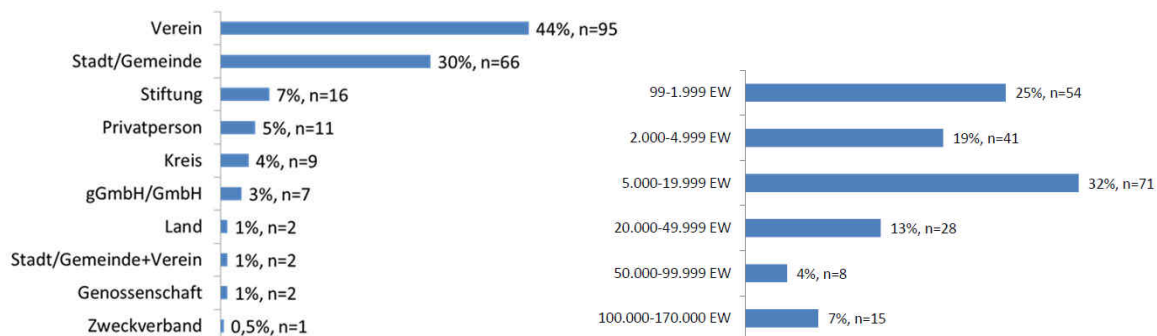 Verein 44%, n=95
Stadt/Gemeinde 30%, n=66
Stiftung 7%, n=16
Privatperson 5%, n=11
Kreis 4%, n=9
gGmbH/GmbH 3%, n=7
Land 1%, n=2
Stadt/Gemeinde+Verein 1%, n=2
Genossenschaft 1%, n=2
Zweckverband 0,5%, n=1
99-1.999 EW 25%, n=54
2.000-4.999 EW 19%, n=41
5.000-19.999 EW 32%, n=71
20.000-49.999 EW 13%, n=28
50.000-99.999 EW 4%, n=8
100.000-170.000 EW 7%, n=15